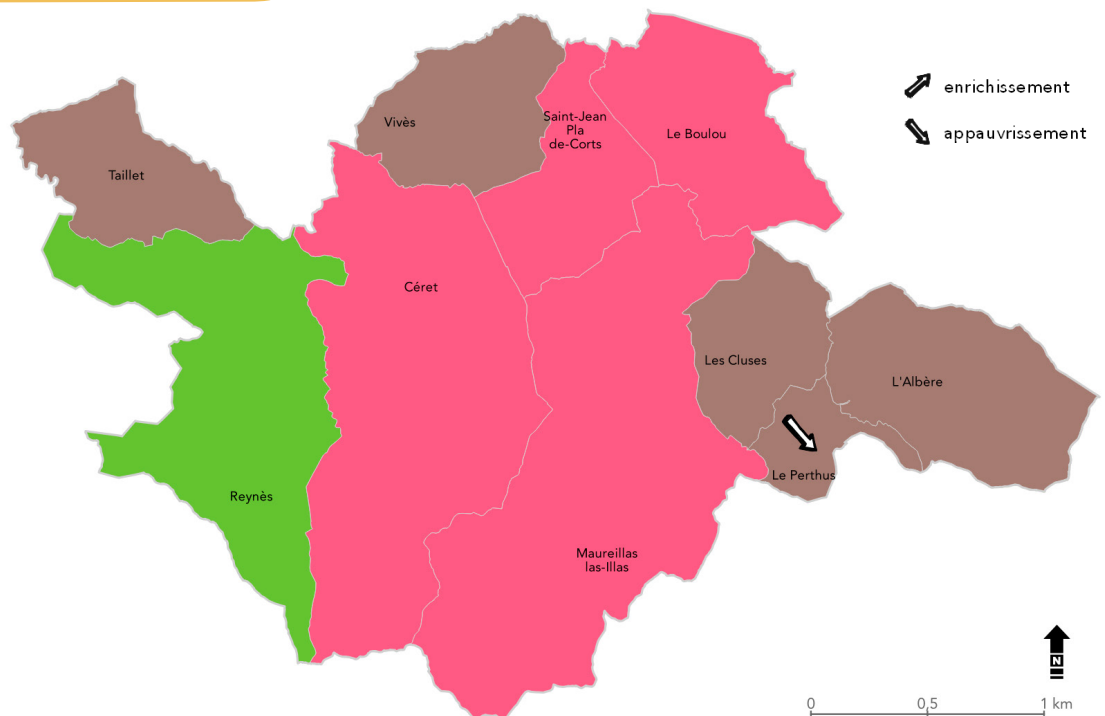 enrichissement
appauvrissement
Vivès
Saint-Jean
Pla
de-Corts
Le Boulou
Taillet
Céret
Les Cluses
L'Albère
Le Perthus
Reynès
Maureillas
las-Illas
N
0 0,5 1 km